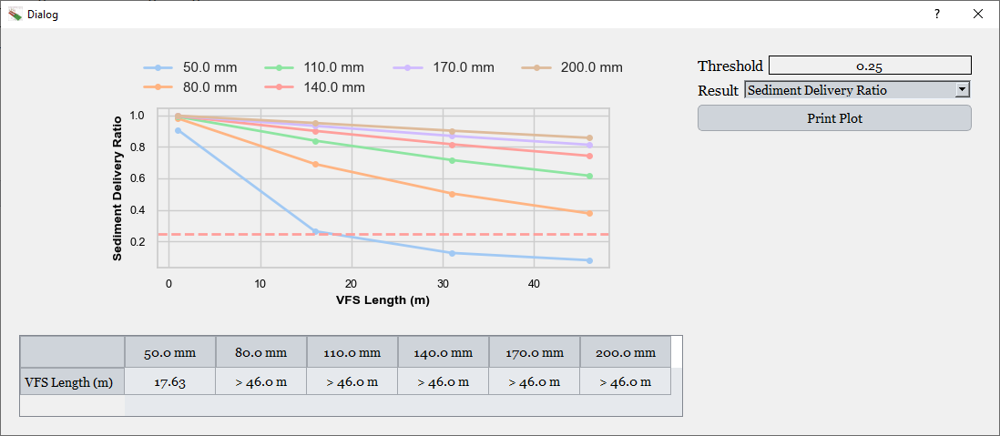 Dialog
?
50.0 mm 110.0 mm 170.0 mm 200.0 mm
80.0 mm 140.0 mm
Threshold 0.25
Result Sediment Delivery Ratio
Print Plot
Sediment Delivery Ratio
1.0
0.8
0.6
0.4
0.2
0 10 20 30 40
VFS Length (m)
50.0 mm 80.0 mm 110.0 mm 140.0 mm 170.0 mm 200.0 mm
VFS Length (m) 17.63 > 46.0 m > 46.0 m > 46.0 m > 46.0 m > 46.0 m